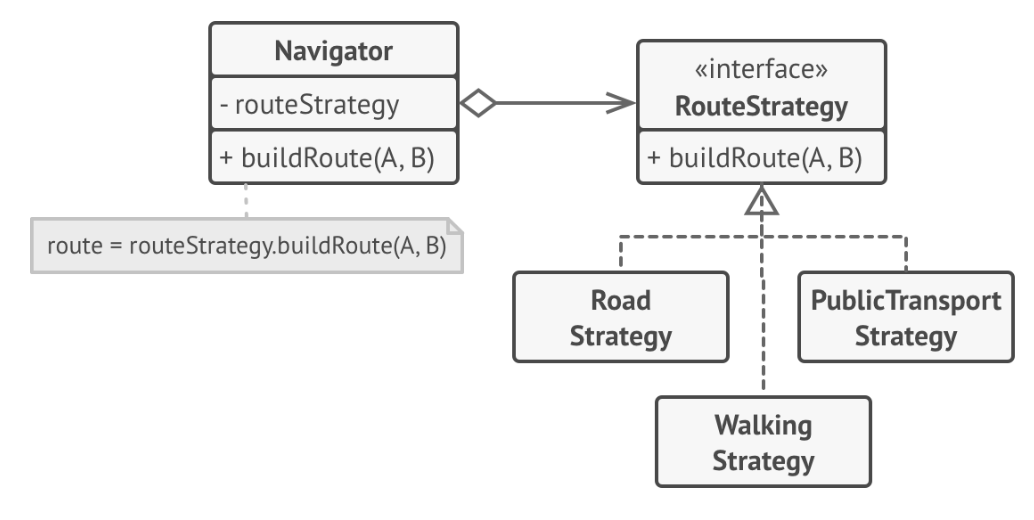 Navigator
- routeStrategy
+ buildRoute(A, B)
route = routeStrategy.buildRoute(A, B)
«interface»
RouteStrategy
+ buildRoute(A, B)
Road
Strategy
PublicTransport
Strategy
Walking
Strategy